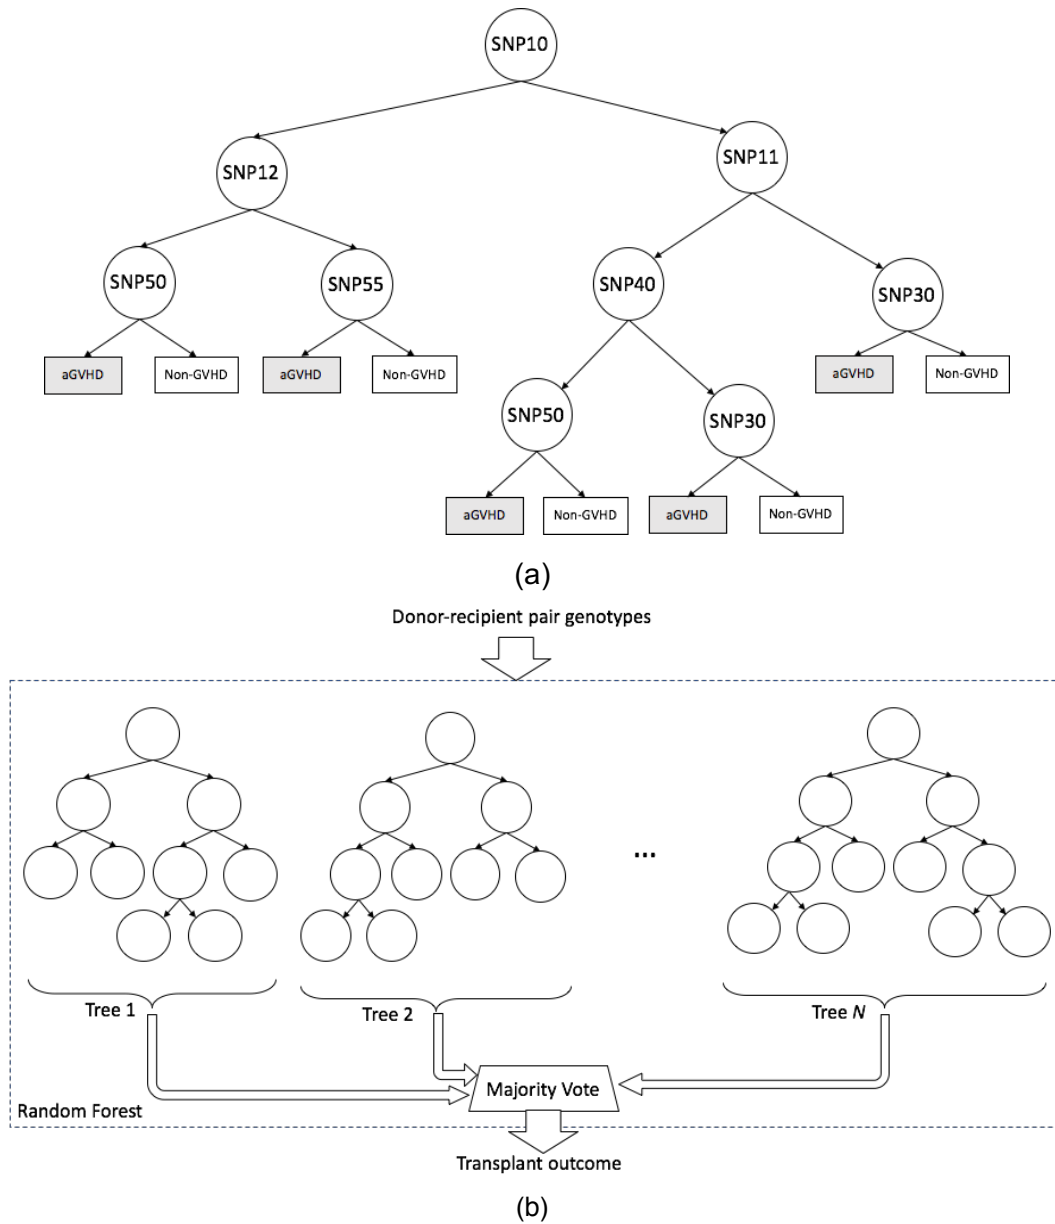 SNP10
SNP12
SNP11
SNP50
SNP55
SNP40
SNP30
aGVHD
Non-GVHD
aGVHD
Non-GVHD
aGVHD
Non-GVHD
SNP50
SNP30
aGVHD
Non-GVHD
aGVHD
Non-GVHD
(a)
Donor-recipient pair genotypes
...
Tree 1
Tree 2
Tree N
Majority Vote
Random Forest
Transplant outcome
(b)